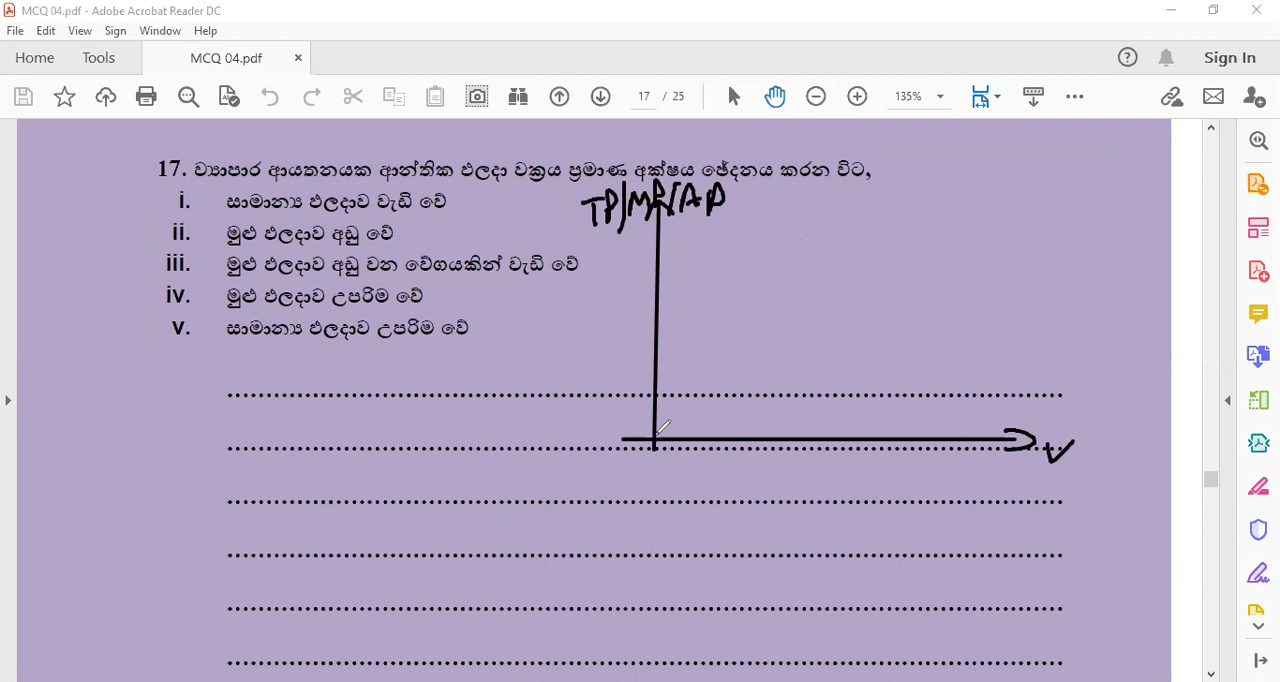 MCQ 04.pdf - Adobe Acrobat Reader DC
File Edit View Sign Window Help
Home Tools MCQ 04.pdf × Sign In
17 / 25 135%
17. ව්‍යාපාර ආයතනයක ආන්තික ඵලදා වක්‍රය ප්‍රමාණ අක්ෂය ඡේදනය කරන විට,
i. සාමාන්‍ය ඵලදාව වැඩි වේ
TP/MP/AP
ii. මුළු ඵලදාව අඩු වේ
iii. මුළු ඵලදාව අඩු වන වේගයකින් වැඩි වේ
iv. මුළු ඵලදාව උපරිම වේ
v. සාමාන්‍ය ඵලදාව උපරිම වේ
V